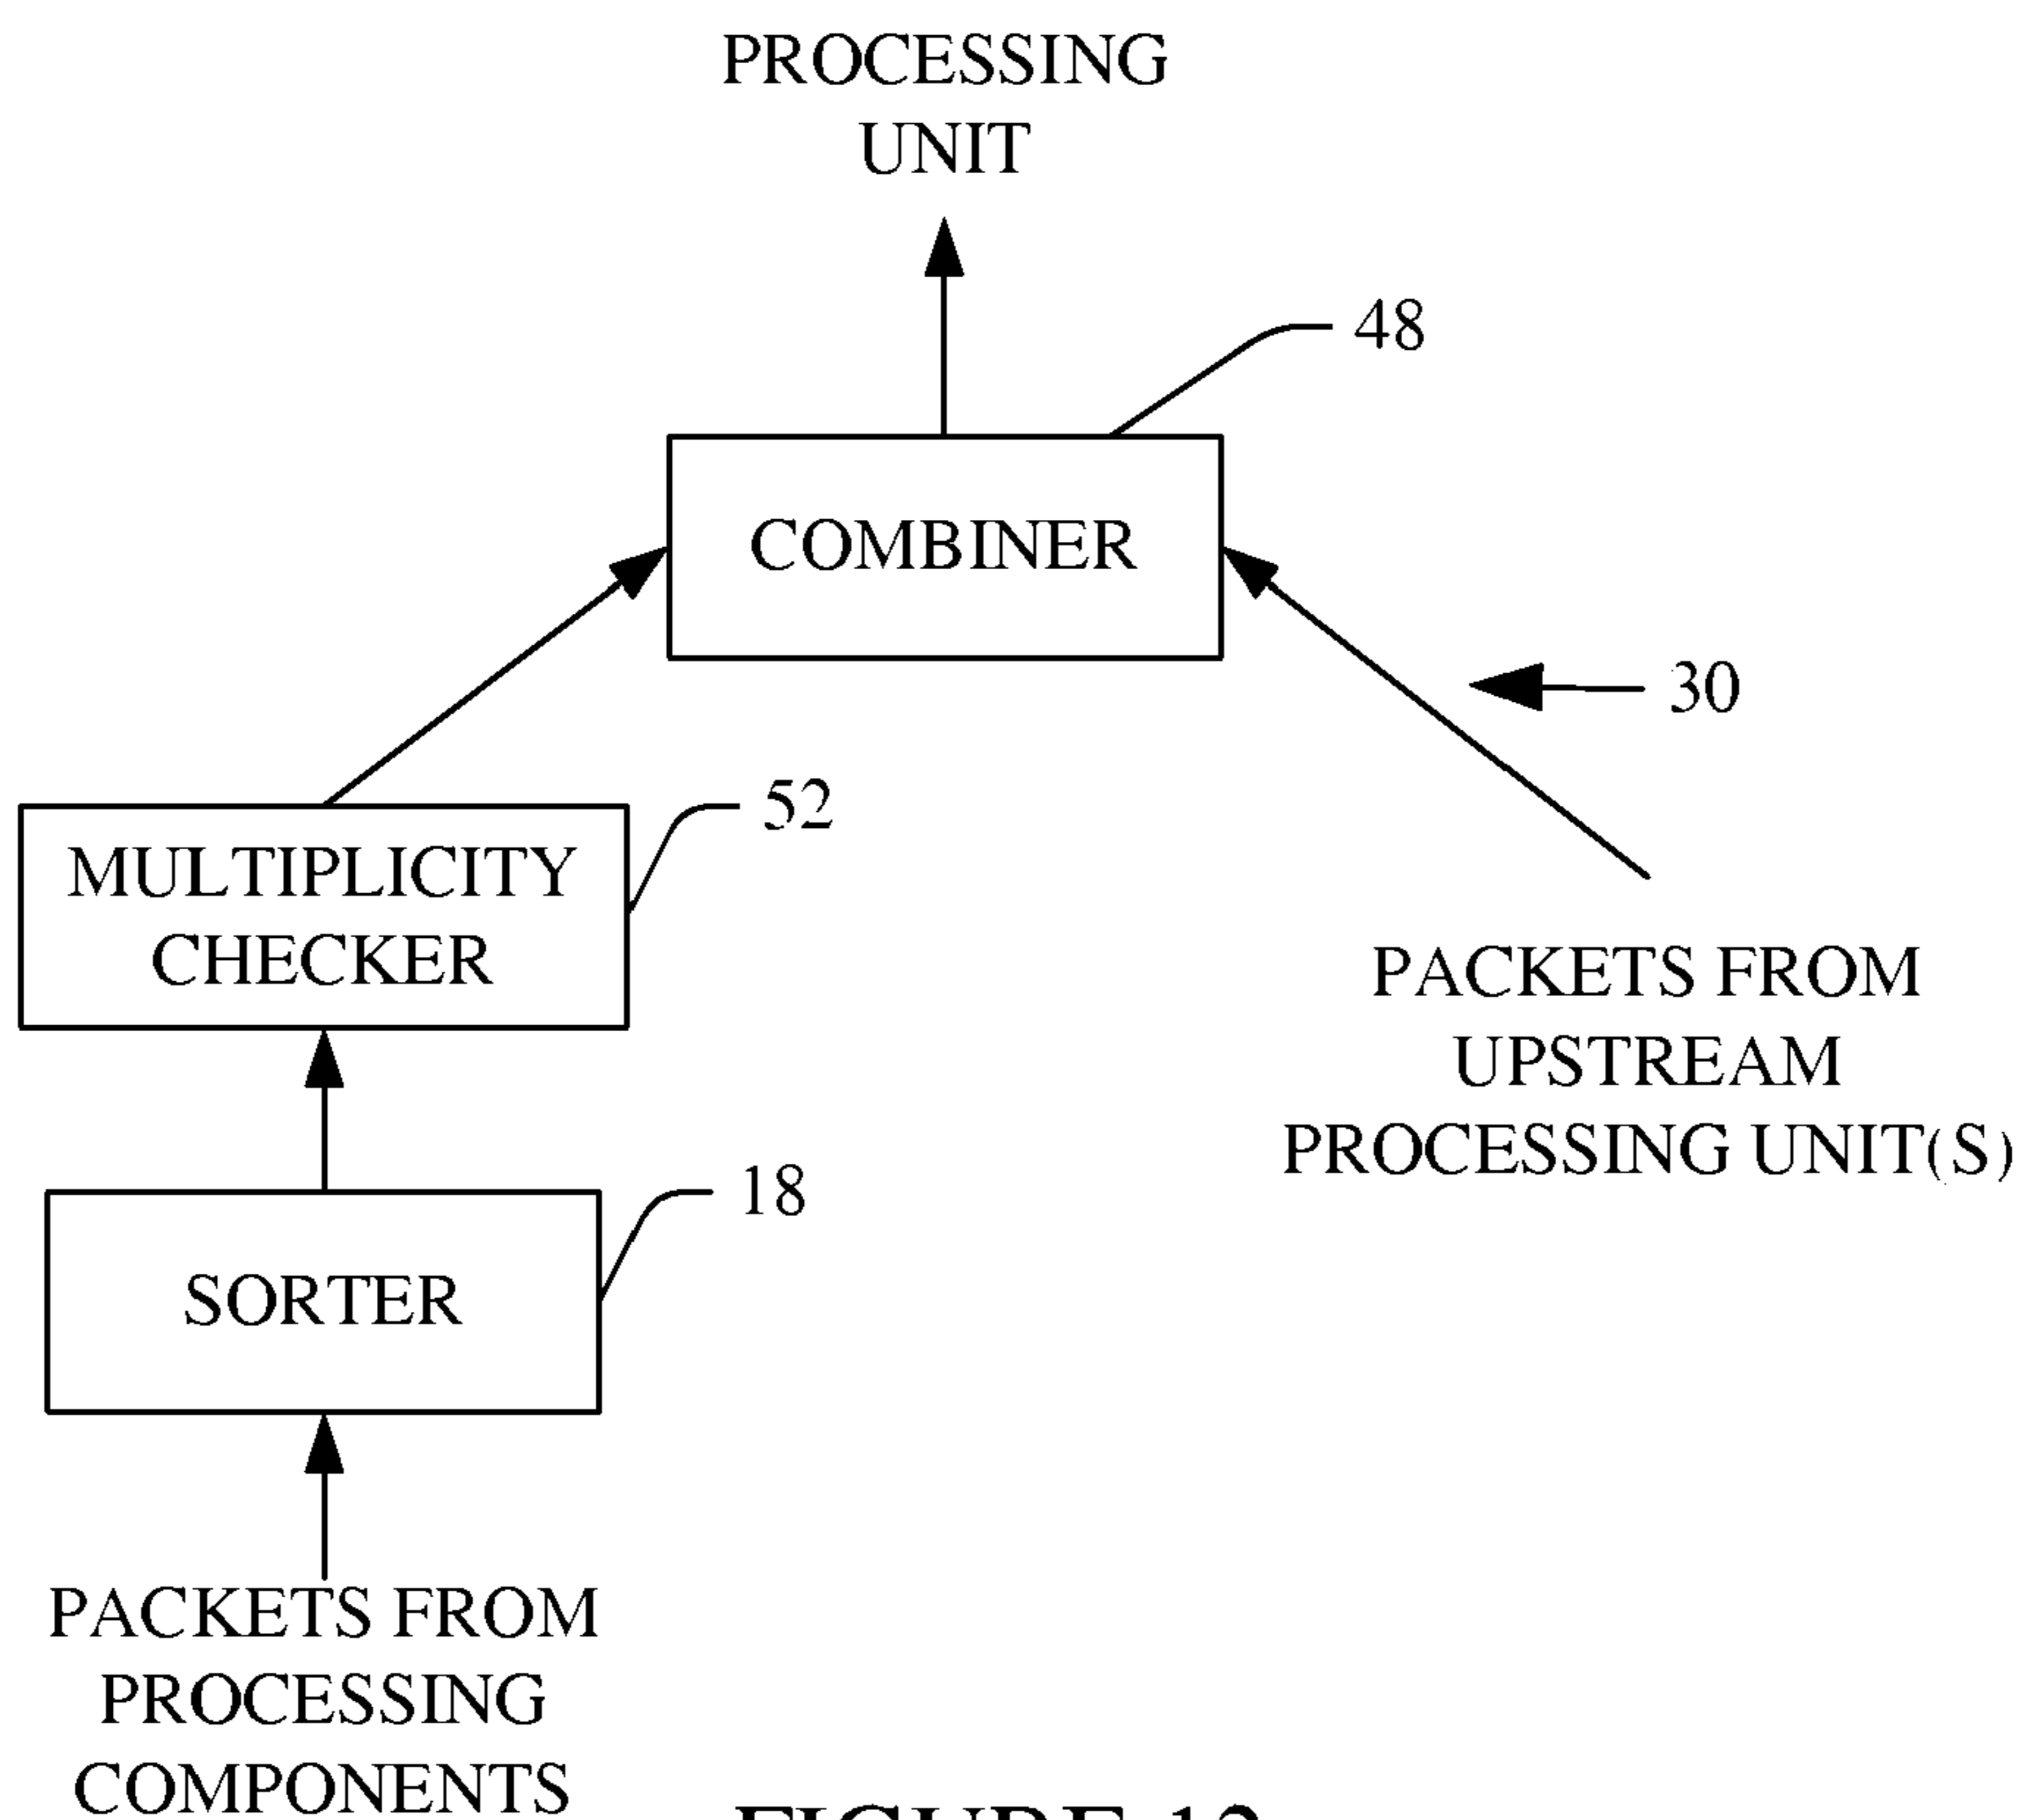 PROCESSING
UNIT
48
COMBINER
30
52
MULTIPLICITY
CHECKER
PACKETS FROM
UPSTREAM
PROCESSING UNIT(S)
18
SORTER
PACKETS FROM
PROCESSING
COMPONENTS
FIGURE